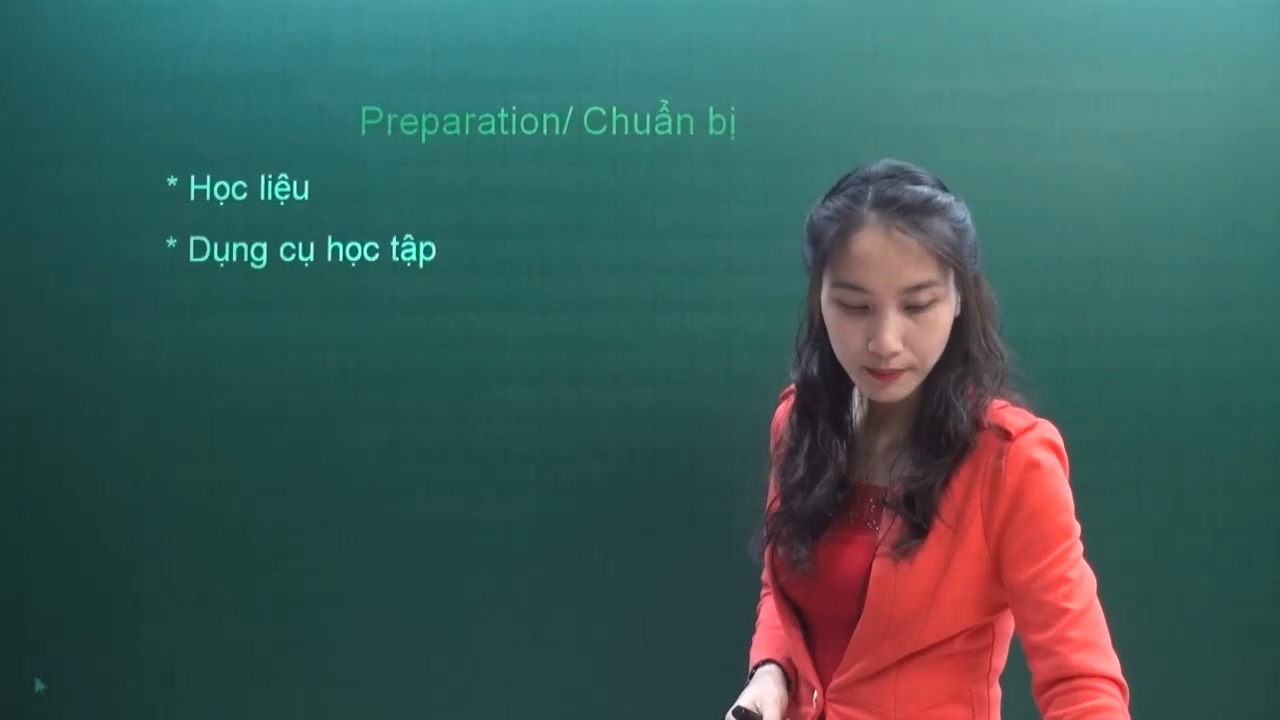 Preparation/ Chuẩn bị
* Học liệu
* Dụng cụ học tập